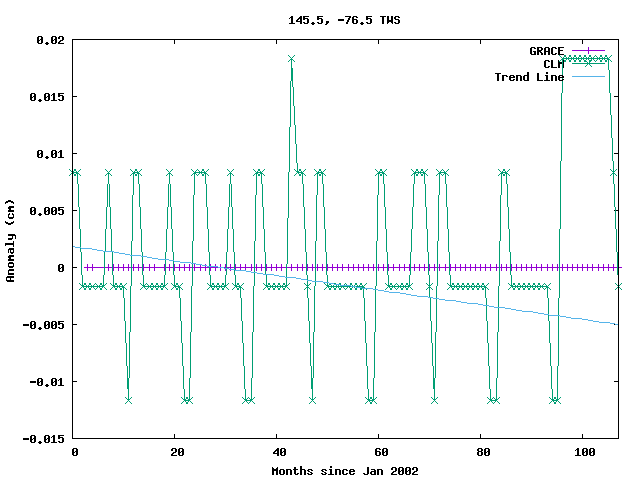 145.5, -76.5 TWS
GRACE
CLM
Trend Line
0.02
0.015
0.01
0.005
0
-0.005
-0.01
-0.015
Anomaly (cm)
0 20 40 60 80 100
Months since Jan 2002